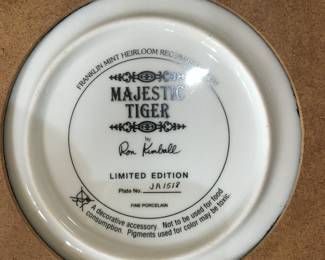 FRANKLIN MINT HEIRLOOM RECOMMENDATION
MAJESTIC
TIGER
by
Ron Kimball
LIMITED EDITION
Plate No. JA1518
FINE PORCELAIN
A decorative accessory. Not to be used for food
consumption. Pigments used for color may be toxic.